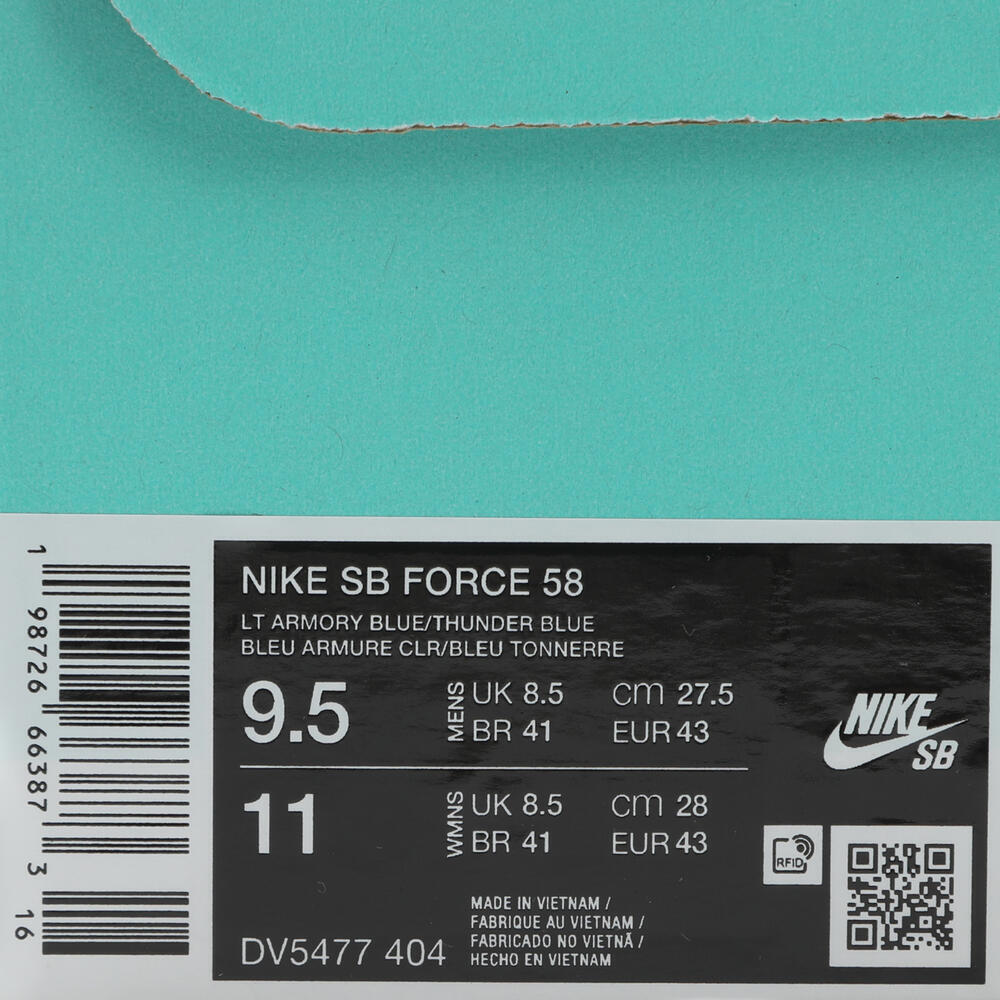 NIKE SB FORCE 58
LT ARMORY BLUE/THUNDER BLUE
BLEU ARMURE CLR/BLEU TONNERRE
9.5
MENS
UK 8.5 cm 27.5
BR 41 EUR 43
11
WMNS
UK 8.5 cm 28
BR 41 EUR 43
NIKE
SB
RFID
MADE IN VIETNAM /
FABRIQUE AU VIETNAM /
FABRICADO NO VIETNÃ /
HECHO EN VIETNAM
DV5477 404
1 98726 66387 3 16